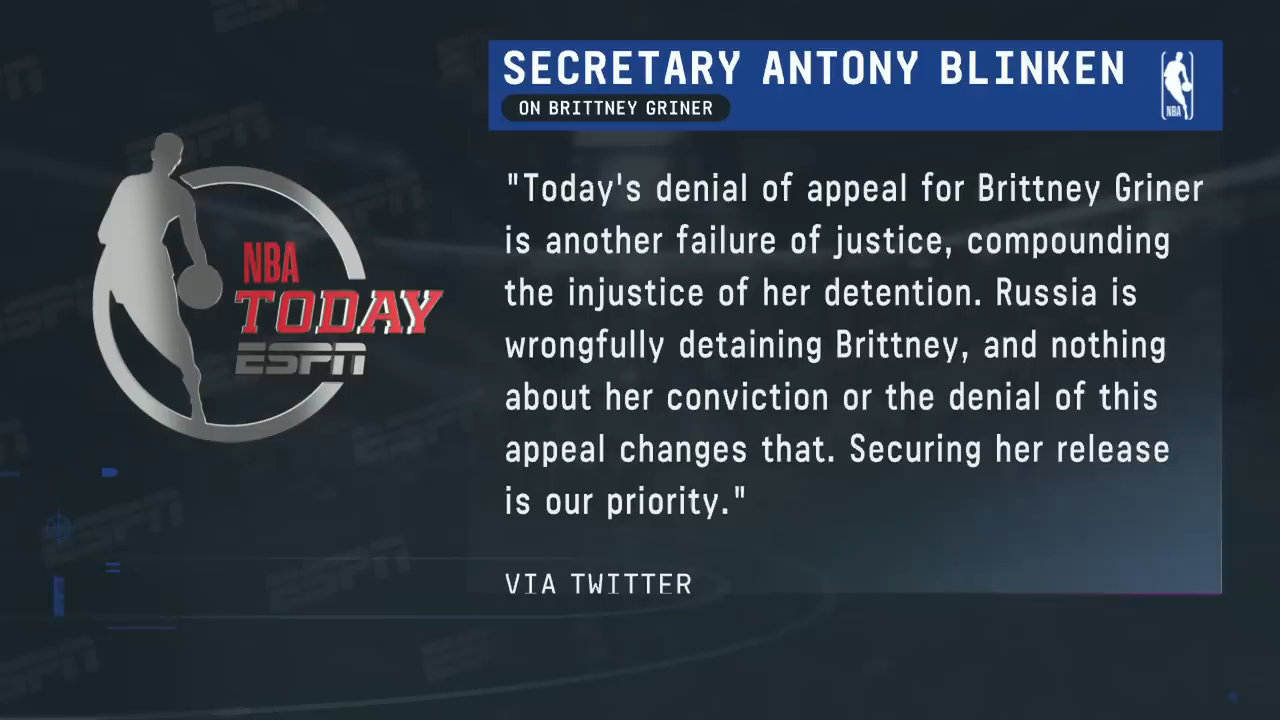 SECRETARY ANTONY BLINKEN
ON BRITTNEY GRINER
NBA
"Today's denial of appeal for Brittney Griner
is another failure of justice, compounding
the injustice of her detention. Russia is
wrongfully detaining Brittney, and nothing
about her conviction or the denial of this
appeal changes that. Securing her release
is our priority."
VIA TWITTER
NBA
TODAY
ESPN